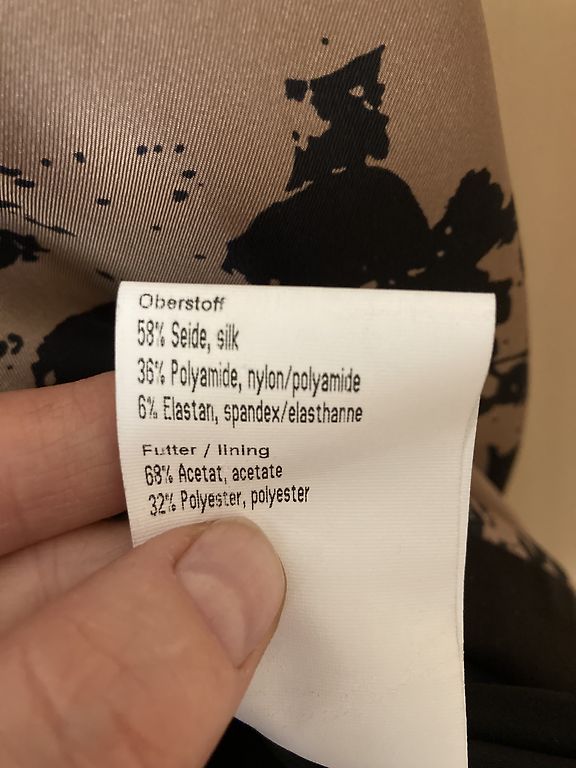 Oberstoff
58% Seide, silk
36% Polyamide, nylon/polyamide
6% Elastan, spandex/elasthanne
Futter / lining
68% Acetat, acetate
32% Polyester, polyester